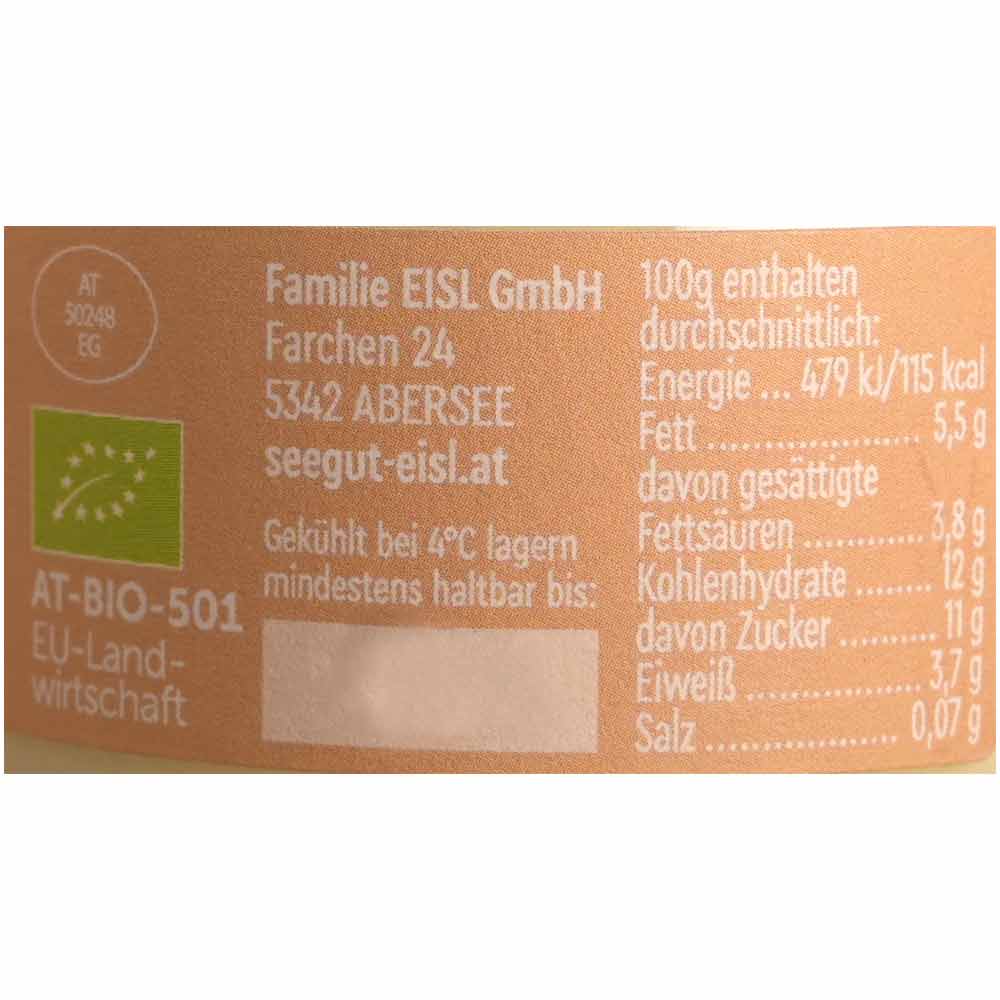 AT
50248
EG
AT-BIO-501
EU-Land-
wirtschaft
Familie EISL GmbH
Farchen 24
5342 ABERSEE
seegut-eisl.at
Gekühlt bei 4°C lagern
mindestens haltbar bis:
100g enthalten
durchschnittlich:
Energie ... 479 kJ/115 kcal
Fett ..................... 5,5 g
davon gesättigte
Fettsäuren ............ 3,8 g
Kohlenhydrate ..... 12 g
davon Zucker .......... 11 g
Eiweiß ................. 3,7 g
Salz ................... 0,07 g